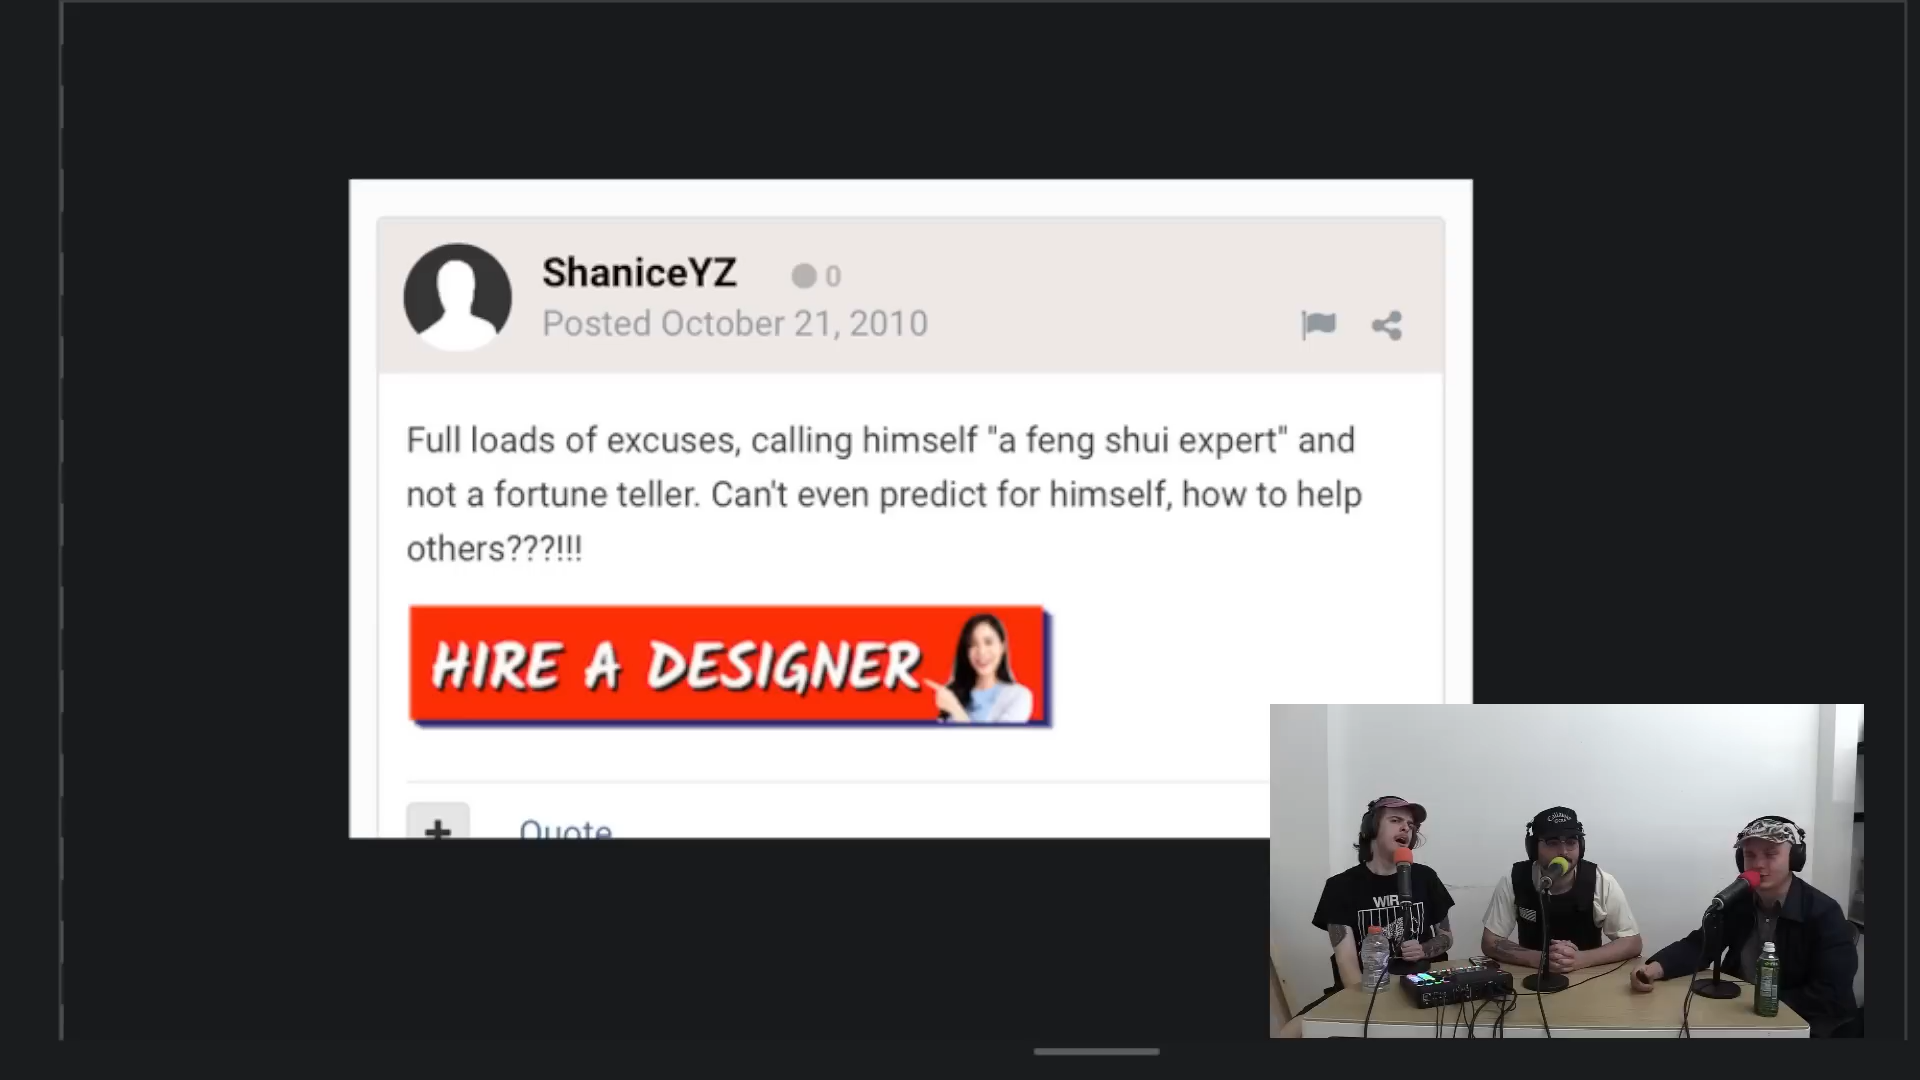 ShaniceYZ
0
Posted October 21, 2010
Full loads of excuses, calling himself "a feng shui expert" and
not a fortune teller. Can't even predict for himself, how to help
others???!!!
HIRE A DESIGNER
+
Quote
WIR